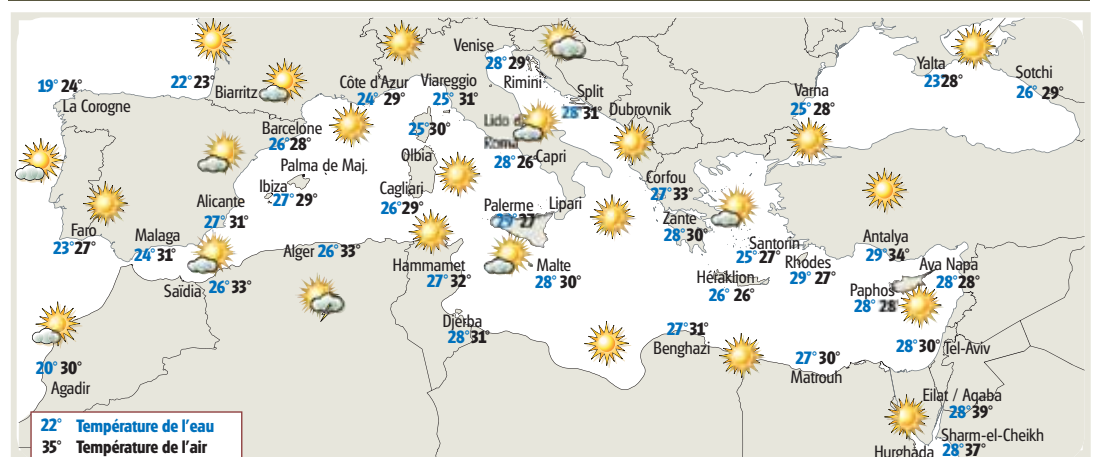 Venise
28° 29°
Rimini
Yalta
23 28°
Sotchi
26° 29°
19° 24°
La Corogne
22° 23°
Biarritz
Côte d'Azur
24° 29°
Viareggio
25° 31°
Split
28° 31°
Dubrovnik
Varna
25° 28°
Barcelone
26° 28°
25° 30°
Olbia
Lido di
Roma
28° 26°
Capri
Palma de Maj.
Ibiza
27° 29°
Cagliari
26° 29°
Corfou
27° 33°
Alicante
27° 31°
Palerme
27°
Lipari
Zante
28° 30°
Faro
23° 27°
Malaga
24° 31°
Alger 26° 33°
Santorin
25° 27°
Antalya
29° 34°
Hammamet
27° 32°
Malte
28° 30°
Héraklion
26° 26°
Rhodes
29° 27°
Aya Napa
28° 28°
Saïdia
26° 33°
Paphos
28° 28°
Djerba
28° 31°
27° 31°
Benghazi
28° 30°
Tel-Aviv
20° 30°
Agadir
27° 30°
Matrouh
Eilat / Aqaba
28° 39°
22° Température de l'eau
35° Température de l'air
Sharm-el-Cheikh
28° 37°
Hurghada